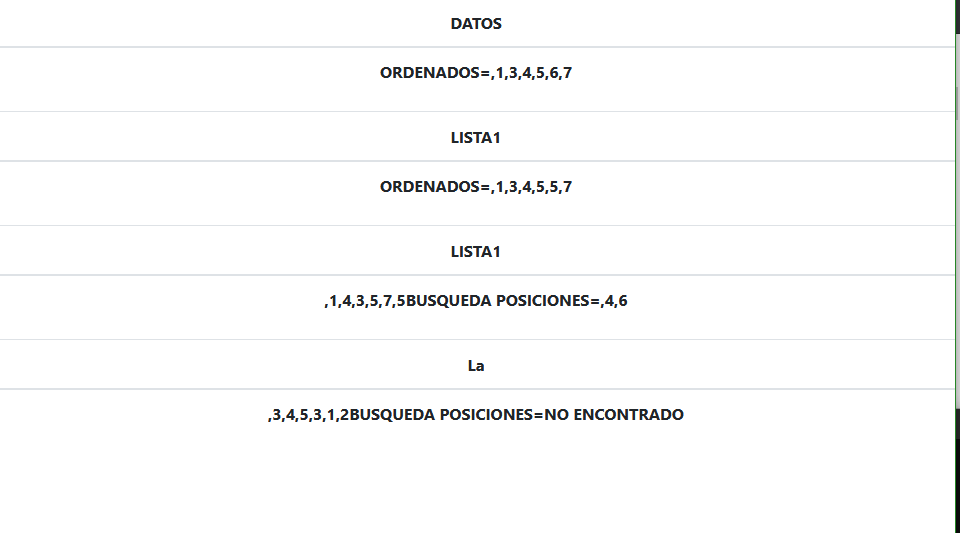 DATOS
ORDENADOS=,1,3,4,5,6,7
LISTA1
ORDENADOS=,1,3,4,5,5,7
LISTA1
,1,4,3,5,7,5BUSQUEDA POSICIONES=,4,6
La
,3,4,5,3,1,2BUSQUEDA POSICIONES=NO ENCONTRADO